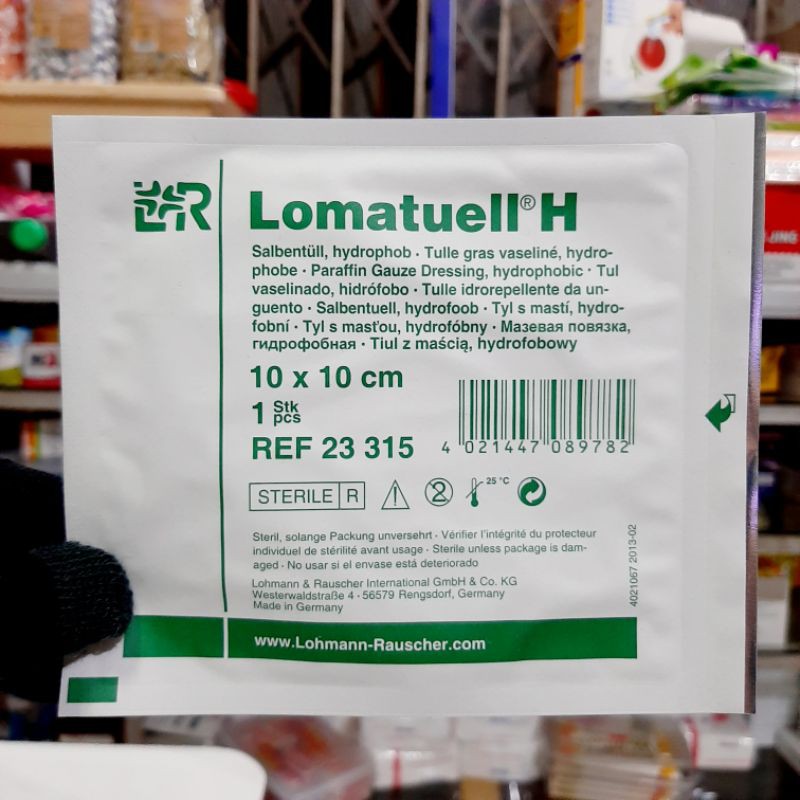 L&R
Lomatuell® H
Salbentüll, hydrophob · Tulle gras vaseliné, hydro-
phobe · Paraffin Gauze Dressing, hydrophobic · Tul
vaselinado, hidrófobo · Tulle idrorepellente da un-
guento · Salbentuell, hydrofoob · Tyl s mastí, hydro-
fobní · Tyl s masťou, hydrofóbny · Мазевая повязка,
гидрофобная · Tiul z maścią, hydrofobowy
10 x 10 cm
1 Stk
pcs
REF 23 315
4 021447 089782
STERILE R
2
25 °C
Steril, solange Packung unversehrt · Vérifier l'intégrité du protecteur
individuel de stérilité avant usage · Sterile unless package is dam-
aged · No usar si el envase está deteriorado
Lohmann & Rauscher International GmbH & Co. KG
Westerwaldstraße 4 · 56579 Rengsdorf, Germany
Made in Germany
4021067 2013-02
www.Lohmann-Rauscher.com